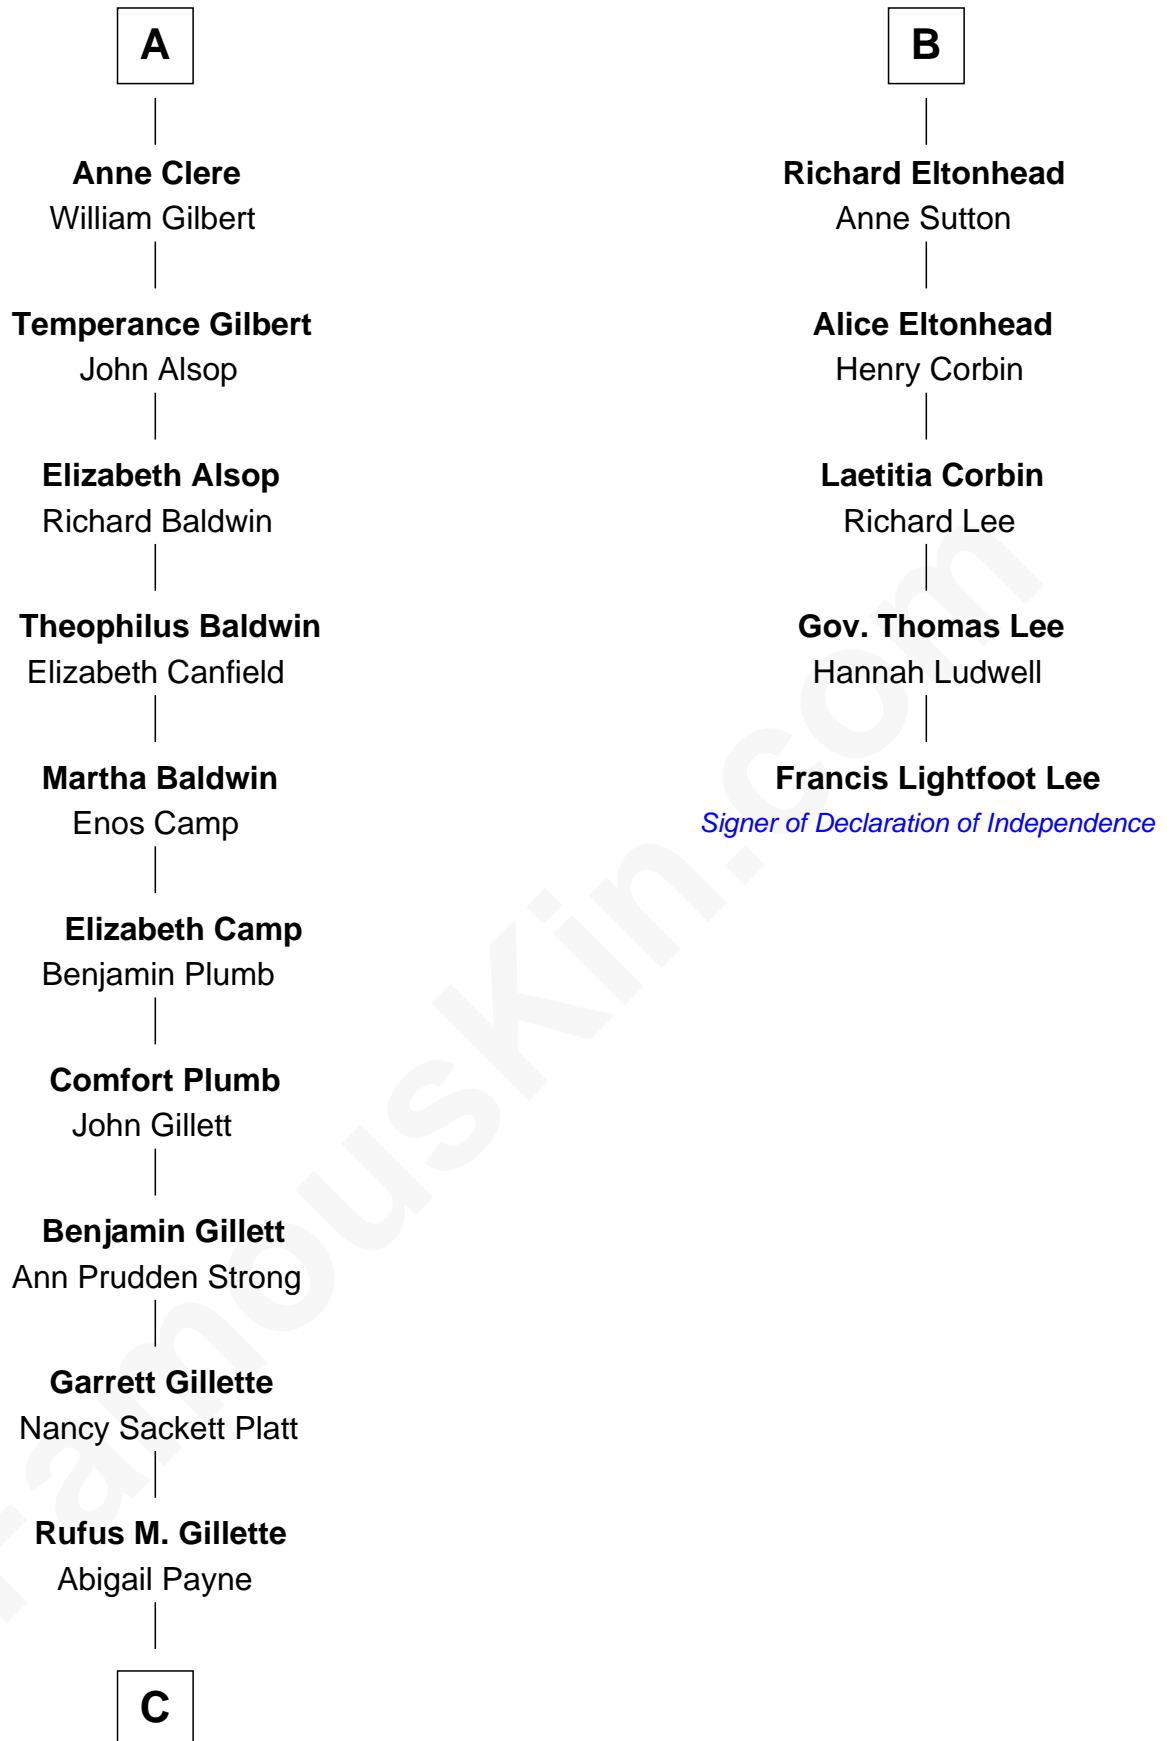 A
Anne Clere
William Gilbert
Temperance Gilbert
John Alsop
Elizabeth Alsop
Richard Baldwin
Theophilus Baldwin
Elizabeth Canfield
Martha Baldwin
Enos Camp
Elizabeth Camp
Benjamin Plumb
Comfort Plumb
John Gillett
Benjamin Gillett
Ann Prudden Strong
Garrett Gillette
Nancy Sackett Platt
Rufus M. Gillette
Abigail Payne
C
B
Richard Eltonhead
Anne Sutton
Alice Eltonhead
Henry Corbin
Laetitia Corbin
Richard Lee
Gov. Thomas Lee
Hannah Ludwell
Francis Lightfoot Lee
Signer of Declaration of Independence
FamousKin.com